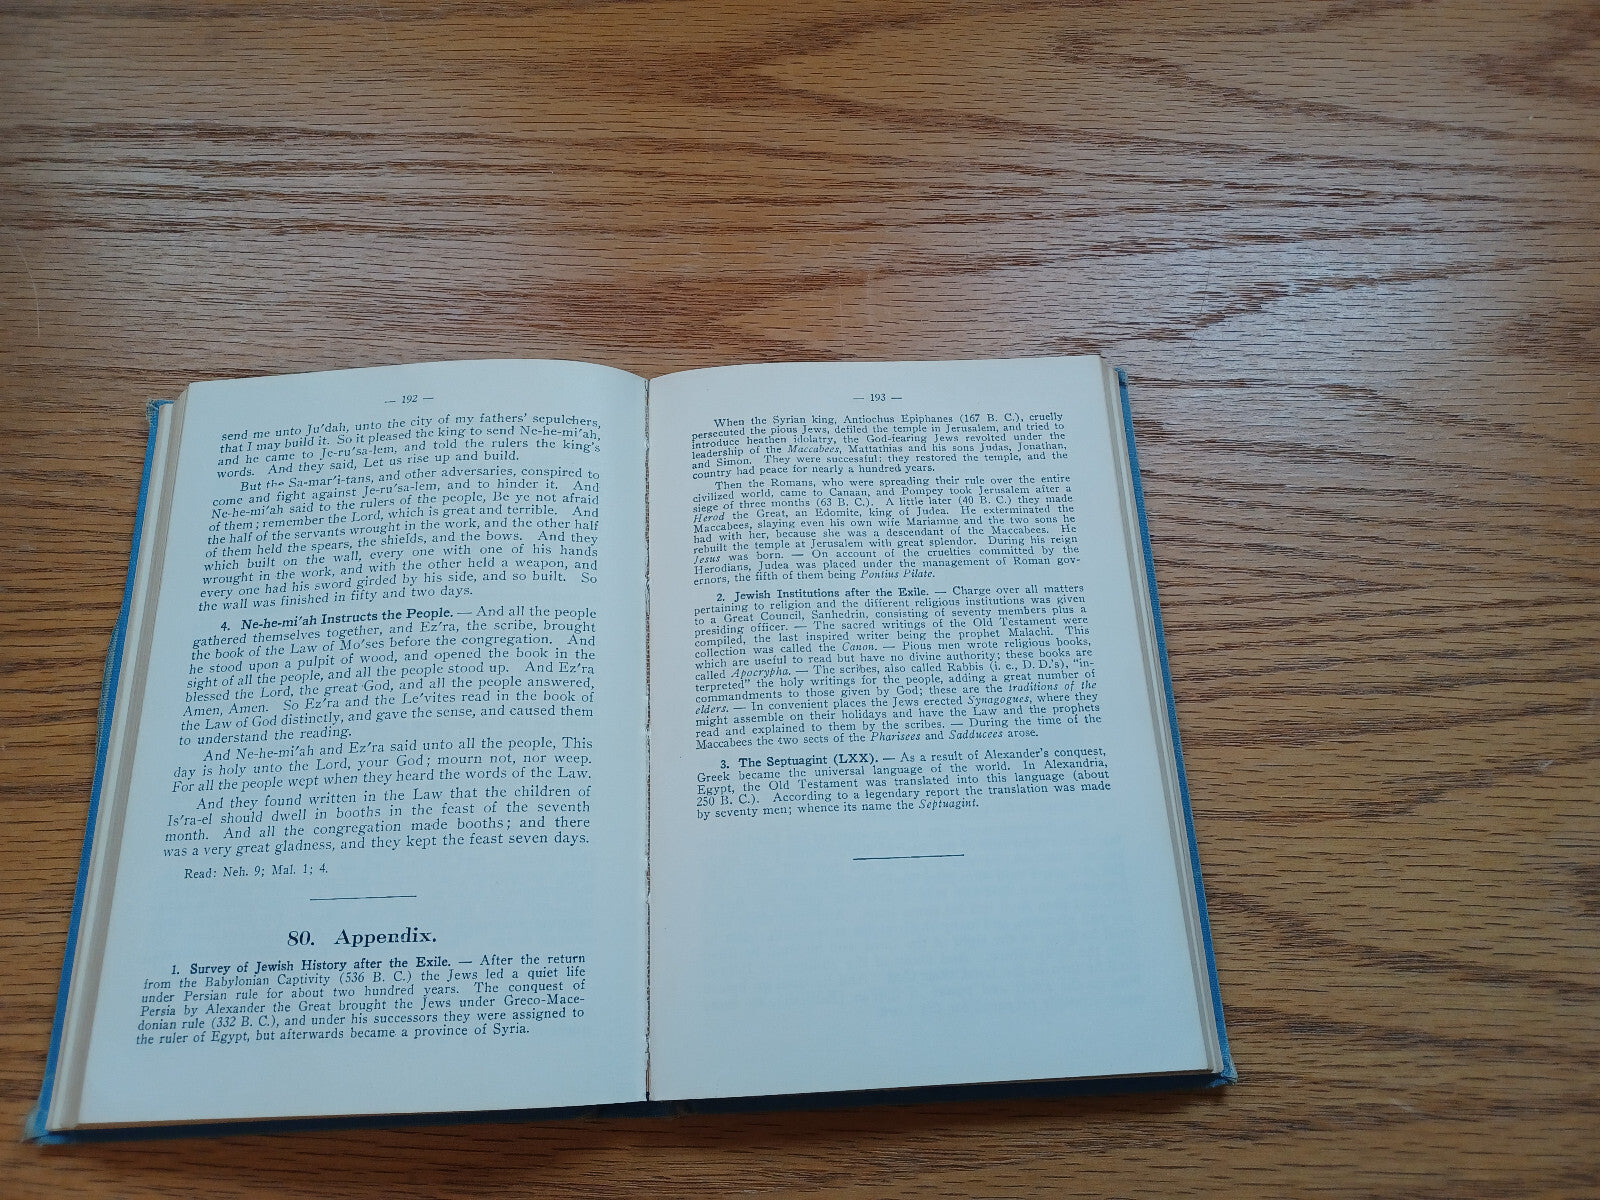 — 192 —
send me unto Ju′dah, unto the city of my fathers' sepulchers,
that I may build it. So it pleased the king to send Ne-he-mi′ah,
and he came to Je-ru′sa-lem, and told the rulers the king's
words. And they said, Let us rise up and build.
But the Sa-mar′i-tans, and other adversaries, conspired to
come and fight against Je-ru′sa-lem, and to hinder it. And
Ne-he-mi′ah said to the rulers of the people, Be ye not afraid
of them; remember the Lord, which is great and terrible. And
the half of the servants wrought in the work, and the other half
of them held the spears, the shields, and the bows. And they
which built on the wall, every one with one of his hands
wrought in the work, and with the other held a weapon, and
every one had his sword girded by his side, and so built. So
the wall was finished in fifty and two days.
4. Ne-he-mi′ah Instructs the People. — And all the people
gathered themselves together, and Ez′ra, the scribe, brought
the book of the Law of Mo′ses before the congregation. And
he stood upon a pulpit of wood, and opened the book in the
sight of all the people, and all the people stood up. And Ez′ra
blessed the Lord, the great God, and all the people answered,
Amen, Amen. So Ez′ra and the Le′vites read in the book of
the Law of God distinctly, and gave the sense, and caused them
to understand the reading.
And Ne-he-mi′ah and Ez′ra said unto all the people, This
day is holy unto the Lord, your God; mourn not, nor weep.
For all the people wept when they heard the words of the Law.
And they found written in the Law that the children of
Is′ra-el should dwell in booths in the feast of the seventh
month. And all the congregation made booths; and there
was a very great gladness, and they kept the feast seven days.
Read: Neh. 9; Mal. 1; 4.
80. Appendix.
1. Survey of Jewish History after the Exile. — After the return
from the Babylonian Captivity (536 B. C.) the Jews led a quiet life
under Persian rule for about two hundred years. The conquest of
Persia by Alexander the Great brought the Jews under Greco-Mace-
donian rule (332 B. C.), and under his successors they were assigned to
the ruler of Egypt, but afterwards became a province of Syria.
— 193 —
When the Syrian king, Antiochus Epiphanes (167 B. C.), cruelly
persecuted the pious Jews, defiled the temple in Jerusalem, and tried to
introduce heathen idolatry, the God-fearing Jews revolted under the
leadership of the Maccabees, Mattathias and his sons Judas, Jonathan,
and Simon. They were successful; they restored the temple, and the
country had peace for nearly a hundred years.
Then the Romans, who were spreading their rule over the entire
civilized world, came to Canaan, and Pompey took Jerusalem after a
siege of three months (63 B. C.). A little later (40 B. C.) they made
Herod the Great, an Edomite, king of Judea. He exterminated the
Maccabees, slaying even his own wife Mariamne and the two sons he
had with her, because she was a descendant of the Maccabees. He
rebuilt the temple at Jerusalem with great splendor. During his reign
Jesus was born. — On account of the cruelties committed by the
Herodians, Judea was placed under the management of Roman gov-
ernors, the fifth of them being Pontius Pilate.
2. Jewish Institutions after the Exile. — Charge over all matters
pertaining to religion and the different religious institutions was given
to a Great Council, Sanhedrin, consisting of seventy members plus a
presiding officer. — The sacred writings of the Old Testament were
compiled, the last inspired writer being the prophet Malachi. This
collection was called the Canon. — Pious men wrote religious books,
which are useful to read but have no divine authority; these books are
called Apocrypha. — The scribes, also called Rabbis (i. e., D. D.'s), "in-
terpreted" the holy writings for the people, adding a great number of
commandments to those given by God; these are the traditions of the
elders. — In convenient places the Jews erected Synagogues, where they
might assemble on their holidays and have the Law and the prophets
read and explained to them by the scribes. — During the time of the
Maccabees the two sects of the Pharisees and Sadducees arose.
3. The Septuagint (LXX). — As a result of Alexander's conquest,
Greek became the universal language of the world. In Alexandria,
Egypt, the Old Testament was translated into this language (about
250 B. C.). According to a legendary report the translation was made
by seventy men; whence its name the Septuagint.